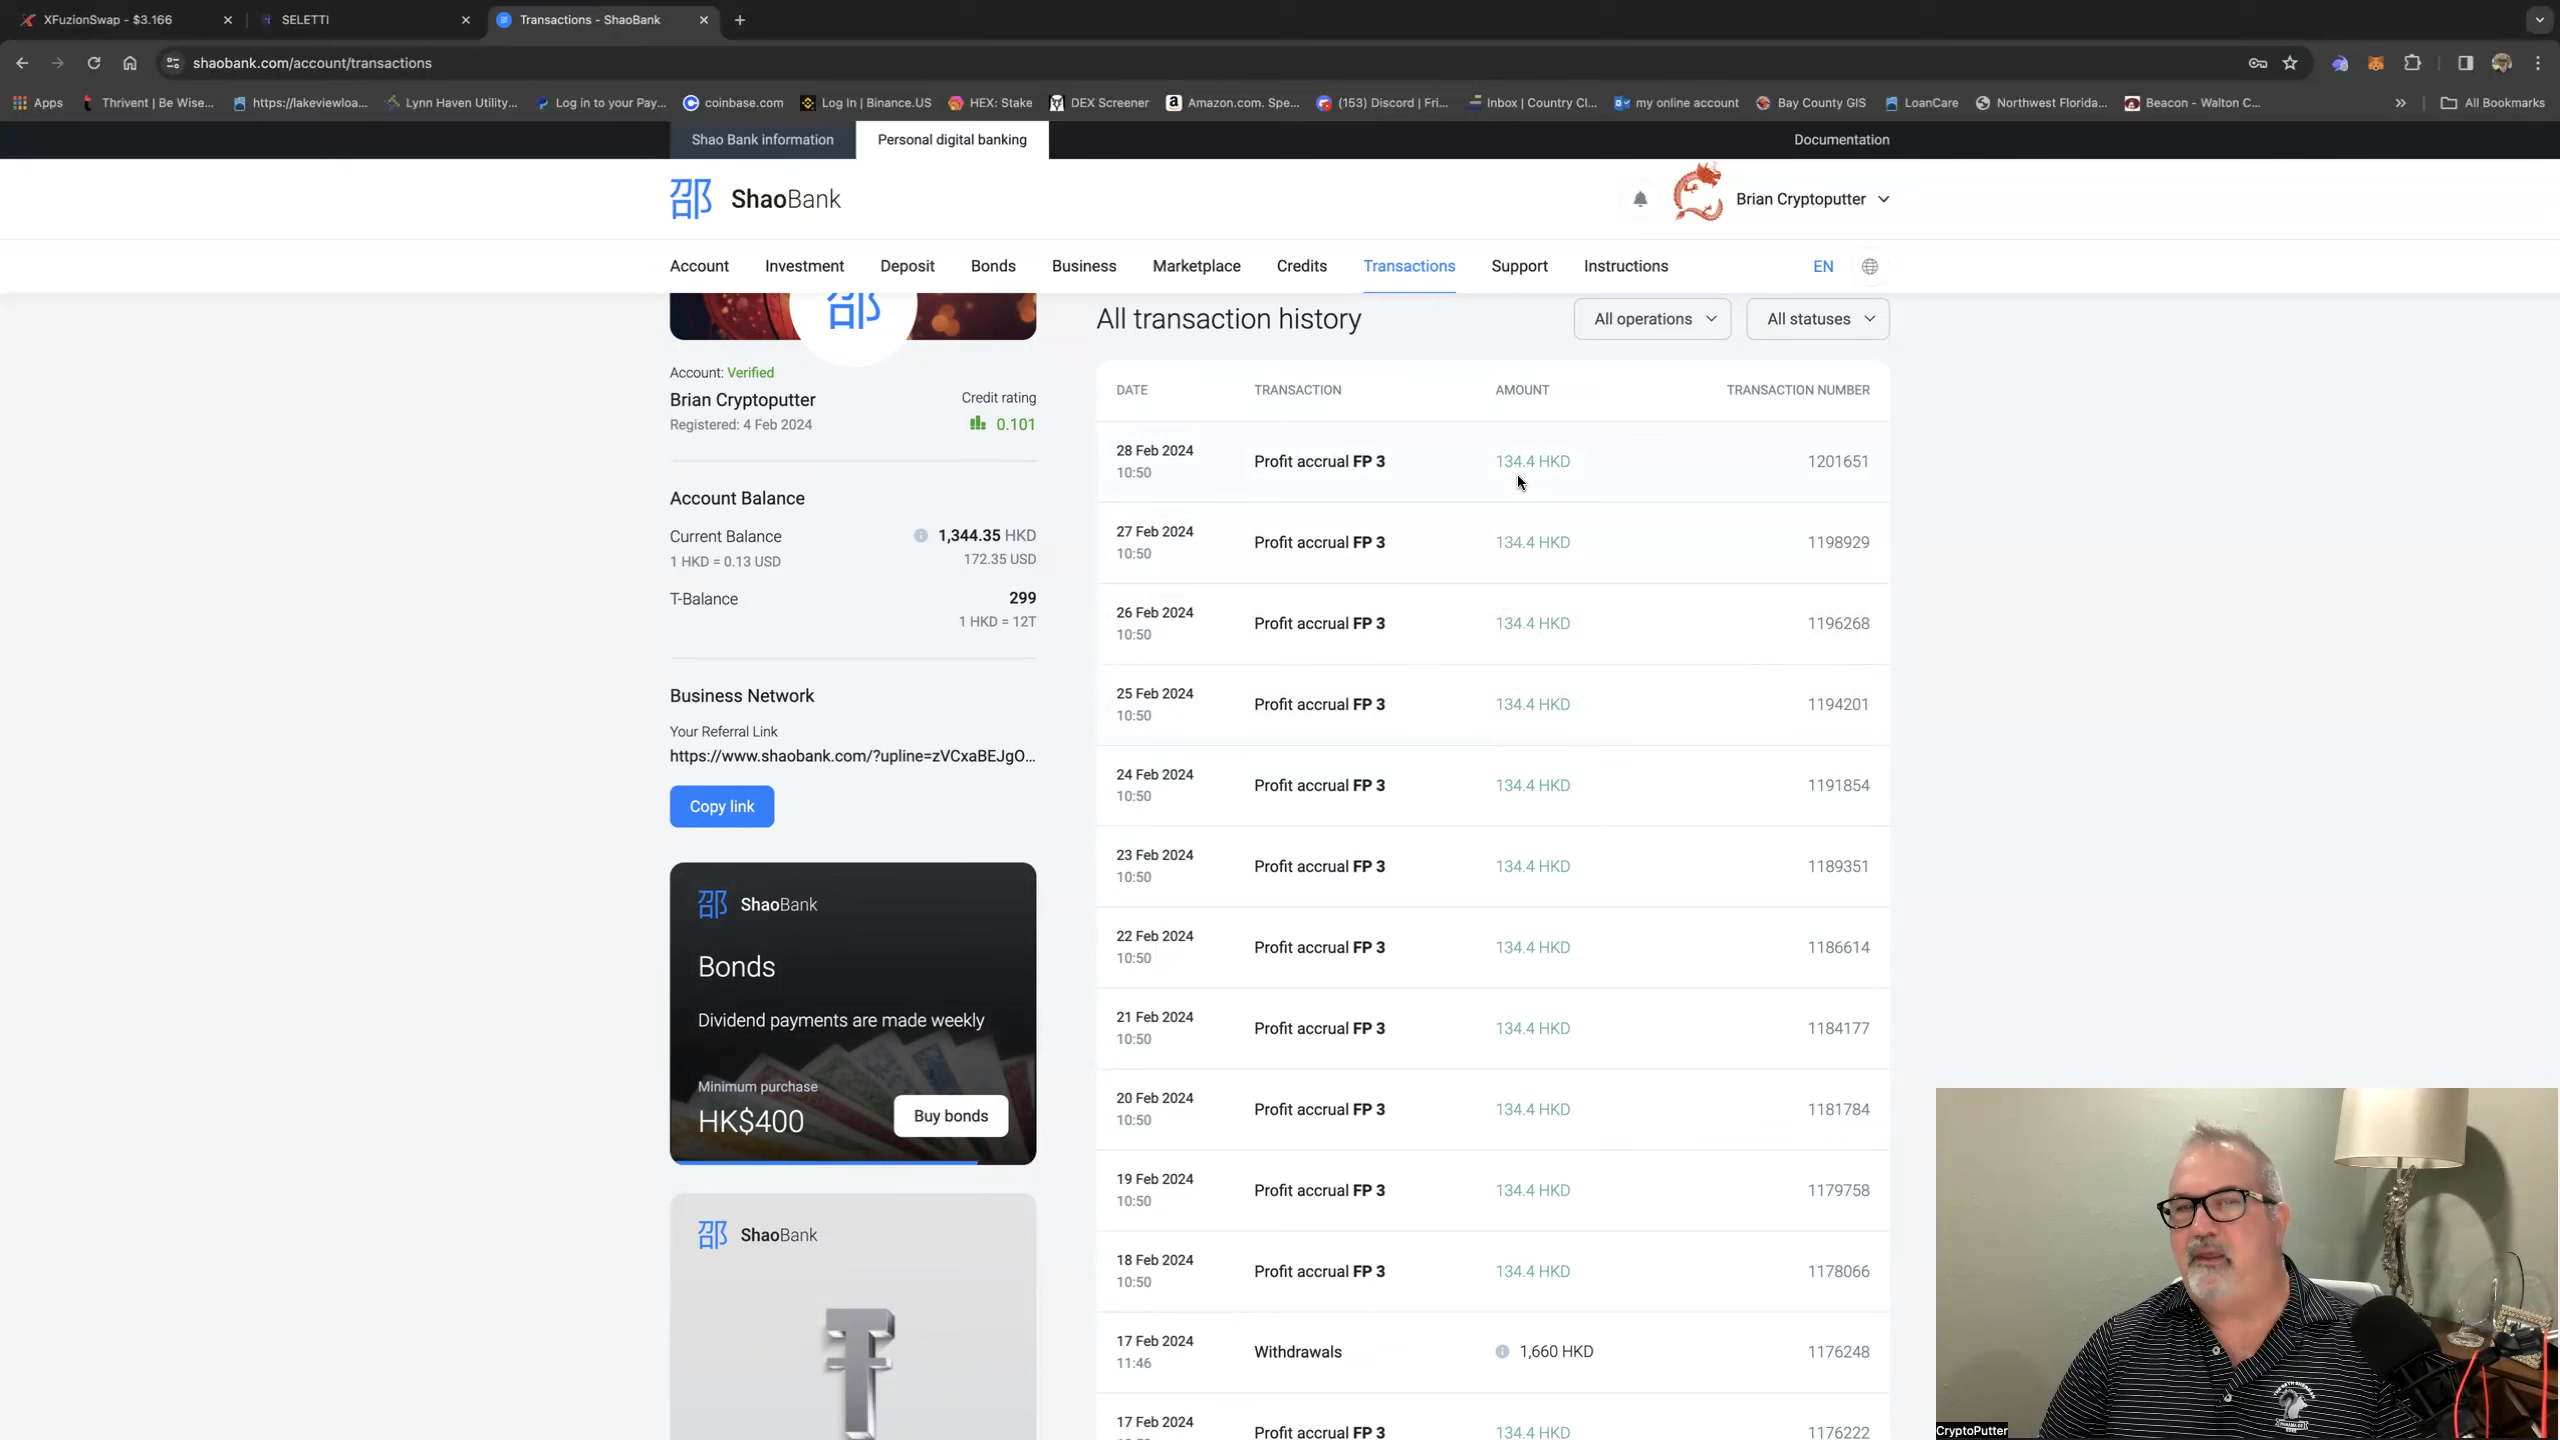 XFuzionSwap - $3.166
SELETTI
Transactions - ShaoBank
shaobank.com/account/transactions
Apps
Thrivent | Be Wise...
https://lakeviewloa...
Lynn Haven Utility...
Log in to your Pay...
coinbase.com
Log In | Binance.US
HEX: Stake
DEX Screener
Amazon.com. Spe...
(153) Discord | Fri...
Inbox | Country Cl...
my online account
Bay County GIS
LoanCare
Northwest Florida...
Beacon - Walton C...
All Bookmarks
Shao Bank information
Personal digital banking
Documentation
邵 ShaoBank
Brian Cryptoputter
Account
Investment
Deposit
Bonds
Business
Marketplace
Credits
Transactions
Support
Instructions
EN
邵
Account: Verified
Brian Cryptoputter
Registered: 4 Feb 2024
Credit rating
0.101
Account Balance
Current Balance
1,344.35 HKD
1 HKD = 0.13 USD
172.35 USD
T-Balance
299
1 HKD = 12T
Business Network
Your Referral Link
https://www.shaobank.com/?upline=zVCxaBEJgO...
Copy link
邵 ShaoBank
Bonds
Dividend payments are made weekly
Minimum purchase
HK$400
Buy bonds
邵 ShaoBank
All transaction history
All operations
All statuses
DATE TRANSACTION AMOUNT TRANSACTION NUMBER
28 Feb 2024
10:50
Profit accrual FP 3
134.4 HKD
1201651
27 Feb 2024
10:50
Profit accrual FP 3
134.4 HKD
1198929
26 Feb 2024
10:50
Profit accrual FP 3
134.4 HKD
1196268
25 Feb 2024
10:50
Profit accrual FP 3
134.4 HKD
1194201
24 Feb 2024
10:50
Profit accrual FP 3
134.4 HKD
1191854
23 Feb 2024
10:50
Profit accrual FP 3
134.4 HKD
1189351
22 Feb 2024
10:50
Profit accrual FP 3
134.4 HKD
1186614
21 Feb 2024
10:50
Profit accrual FP 3
134.4 HKD
1184177
20 Feb 2024
10:50
Profit accrual FP 3
134.4 HKD
1181784
19 Feb 2024
10:50
Profit accrual FP 3
134.4 HKD
1179758
18 Feb 2024
10:50
Profit accrual FP 3
134.4 HKD
1178066
17 Feb 2024
11:46
Withdrawals
1,660 HKD
1176248
17 Feb 2024
Profit accrual FP 3
134.4 HKD
1176222
CryptoPutter